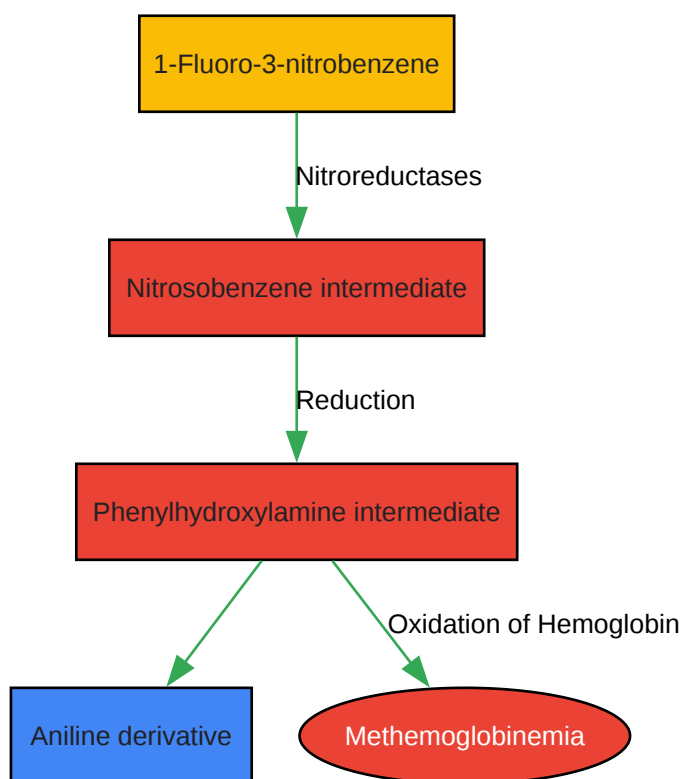 1-Fluoro-3-nitrobenzene
Nitroreductases
Nitrosobenzene intermediate
Reduction
Phenylhydroxylamine intermediate
Oxidation of Hemoglobin
Aniline derivative
Methemoglobinemia